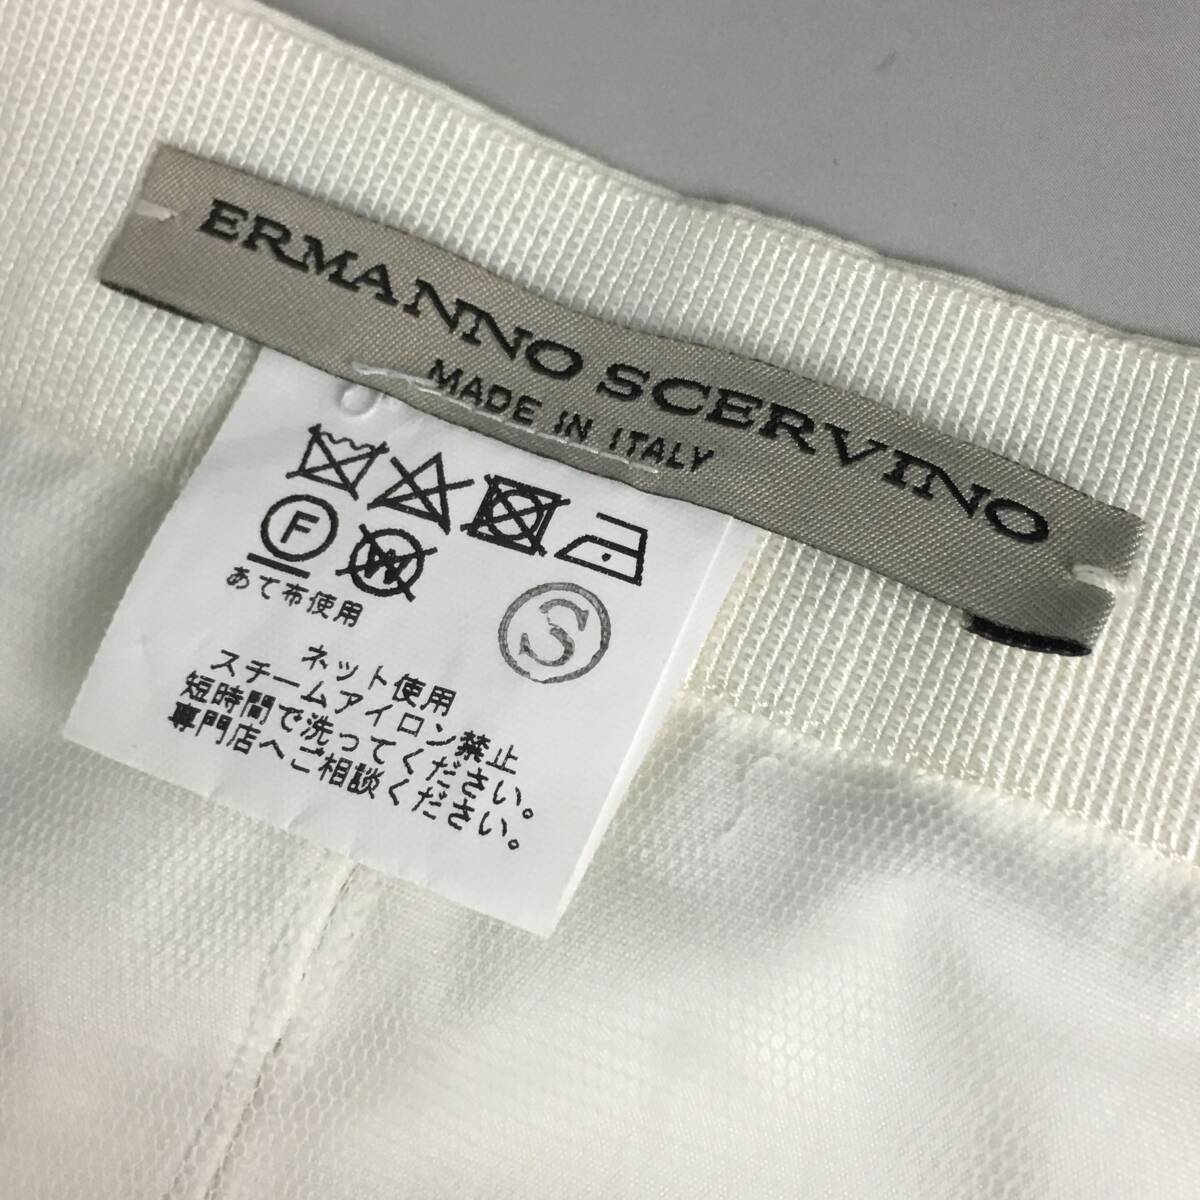 ERMANNO SCERVINO
MADE IN ITALY
F
W
あて布使用
S
ネット使用
スチームアイロン禁止
短時間で洗ってください。
専門店へご相談ください。